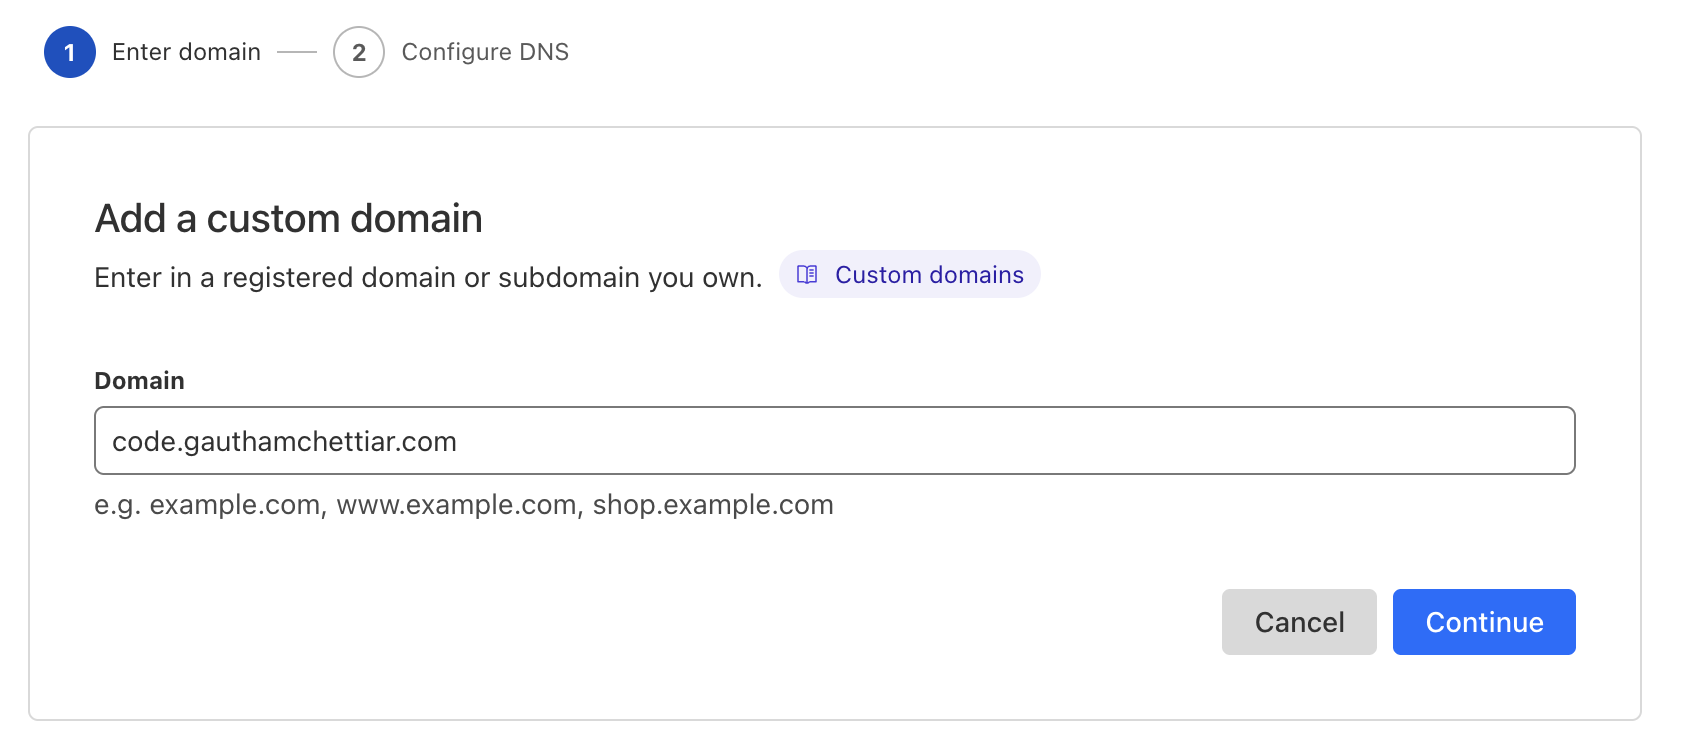 1 Enter domain 2 Configure DNS
Add a custom domain
Enter in a registered domain or subdomain you own. Custom domains
Domain
code.gauthamchettiar.com
e.g. example.com, www.example.com, shop.example.com
Cancel Continue